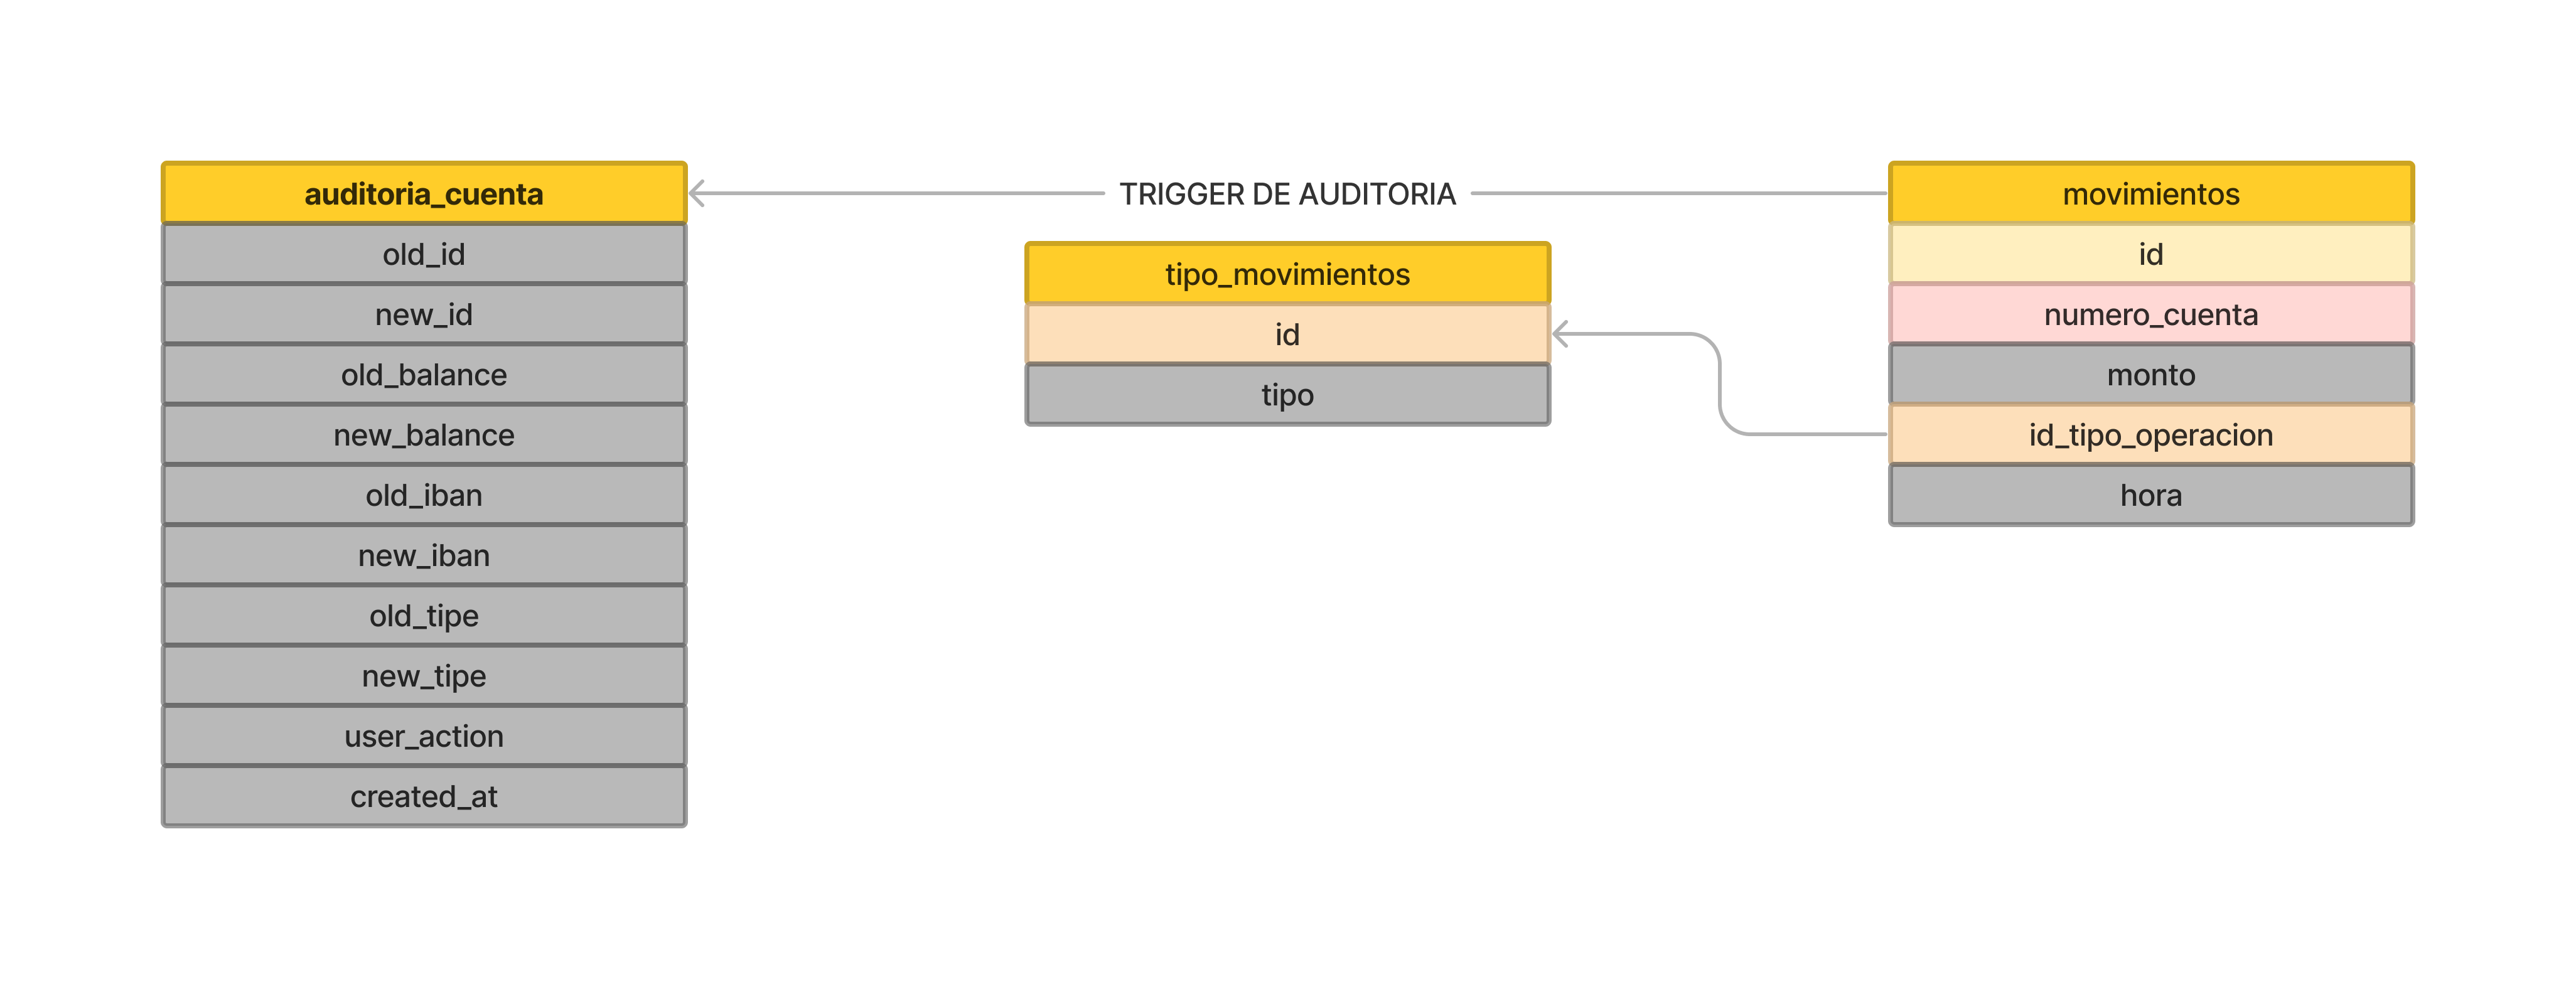 auditoria_cuenta
old_id
new_id
old_balance
new_balance
old_iban
new_iban
old_tipe
new_tipe
user_action
created_at
TRIGGER DE AUDITORIA
tipo_movimientos
id
tipo
movimientos
id
numero_cuenta
monto
id_tipo_operacion
hora